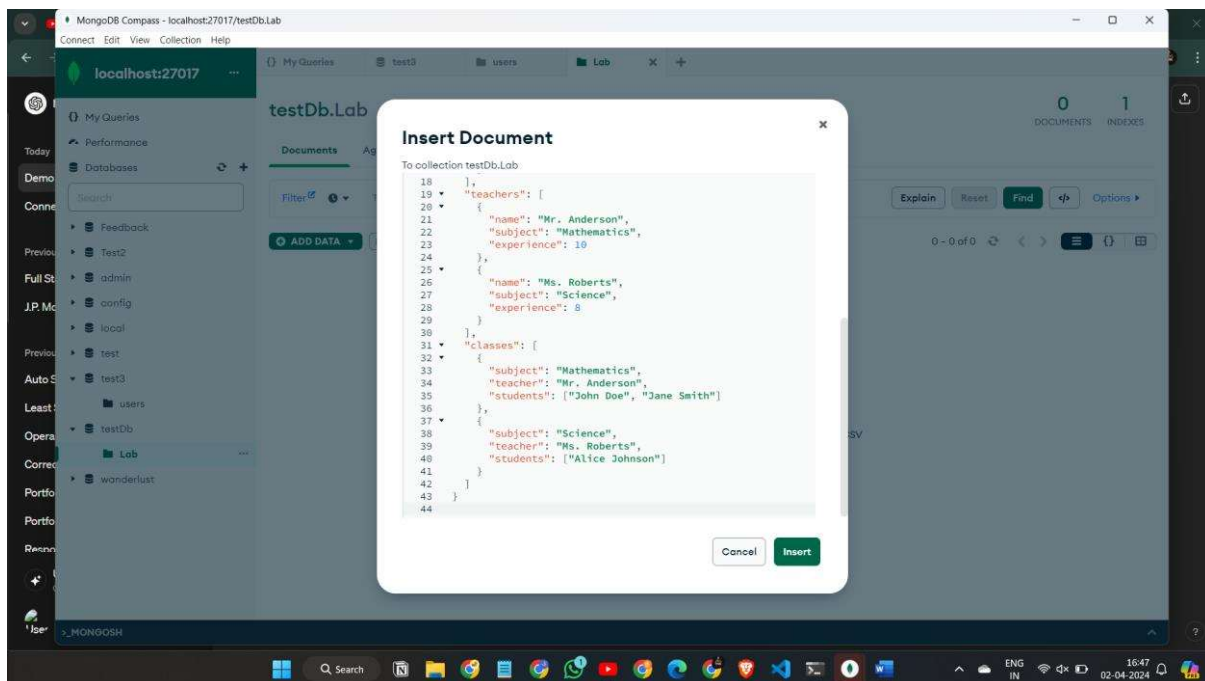 MongoDB Compass - localhost:27017/testDb.Lab
Connect Edit View Collection Help
localhost:27017 ...
{} My Queries test3 users Lab × +
{} My Queries
Performance
Databases
Search
Feedback
Test2
admin
config
local
test
test3
users
testDb
Lab
wanderlust
testDb.Lab
0 1
DOCUMENTS INDEXES
Documents
Filter
Explain Reset Find </> Options
ADD DATA
0 - 0 of 0
Today
Demo
Conne
Previou
Full St
J.P. Mo
Previou
Auto S
Least
Opera
Correc
Portfo
Portfo
Respo
Insert Document
To collection testDb.Lab
18 ],
19 "teachers": [
20 {
21 "name": "Mr. Anderson",
22 "subject": "Mathematics",
23 "experience": 10
24 },
25 {
26 "name": "Ms. Roberts",
27 "subject": "Science",
28 "experience": 8
29 }
30 ],
31 "classes": [
32 {
33 "subject": "Mathematics",
34 "teacher": "Mr. Anderson",
35 "students": ["John Doe", "Jane Smith"]
36 },
37 {
38 "subject": "Science",
39 "teacher": "Ms. Roberts",
40 "students": ["Alice Johnson"]
41 }
42 ]
43 }
44
Cancel Insert
SV
>_MONGOSH
Search
ENG
IN
16:47
02-04-2024